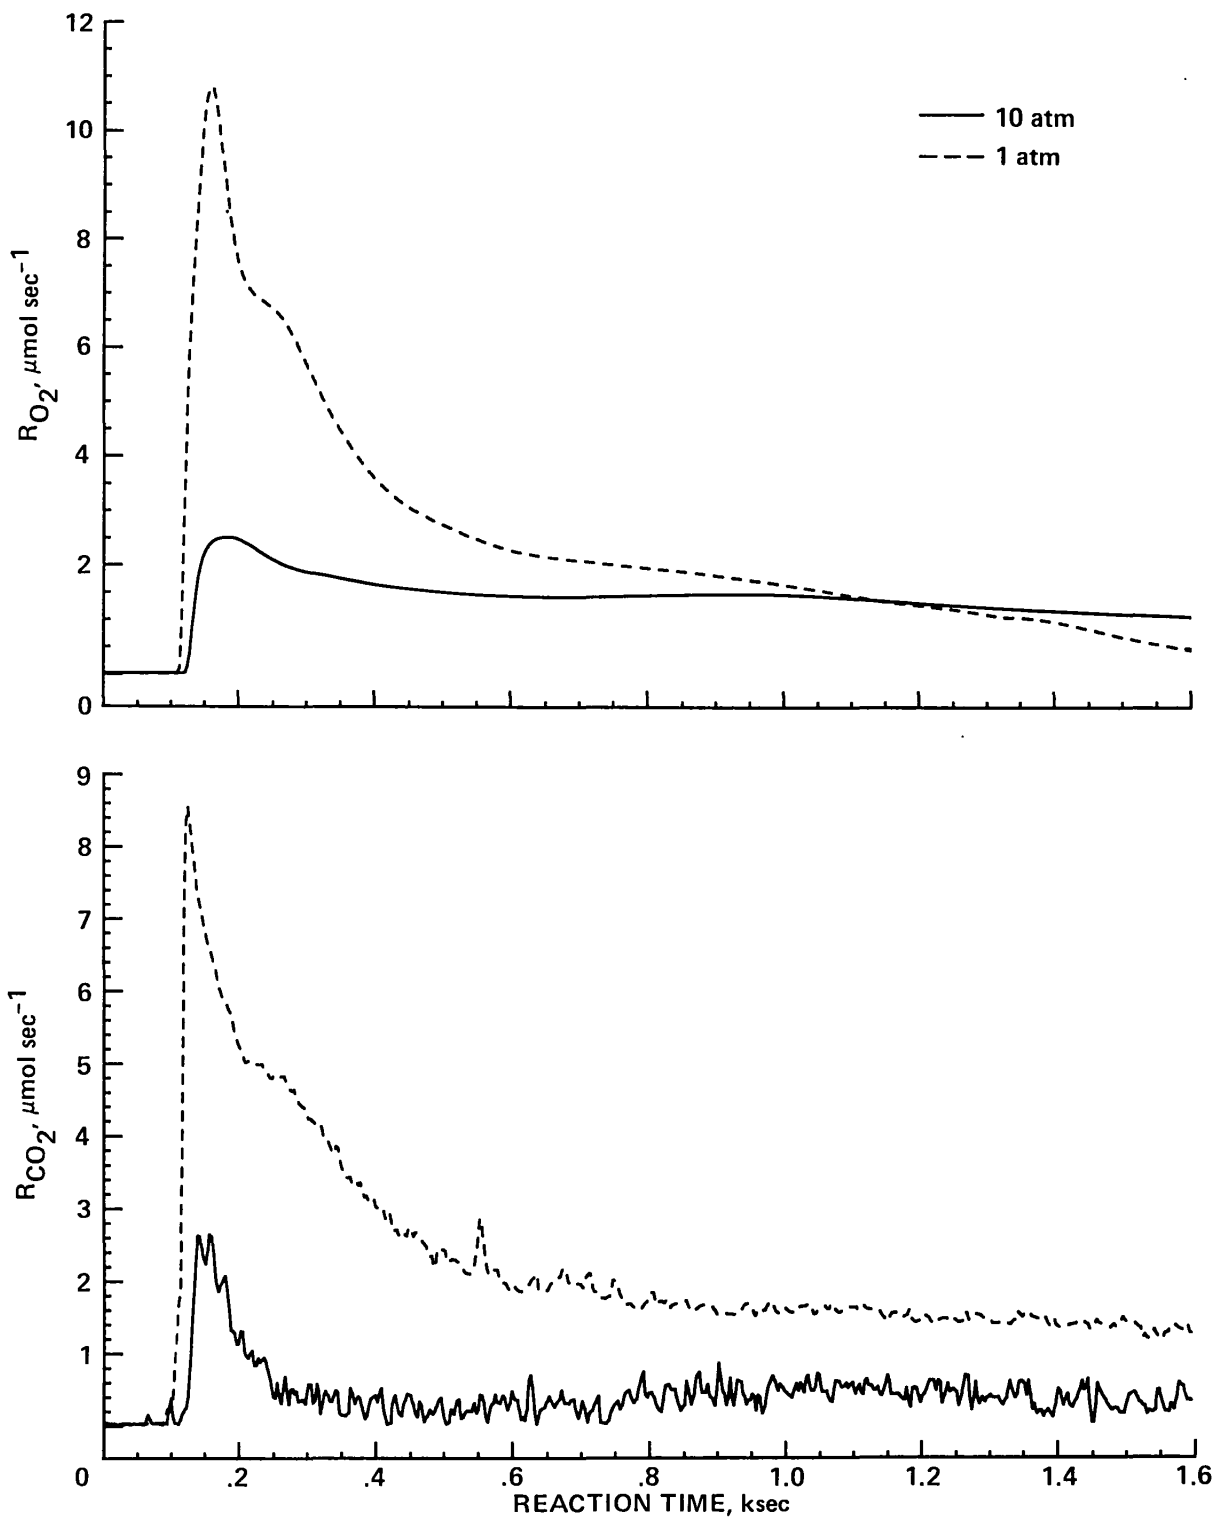 12
10
8
6
4
2
0
R_O2, μmol sec⁻¹
10 atm
1 atm
9
8
7
6
5
4
3
2
1
0
R_CO2, μmol sec⁻¹
.2 .4 .6 .8 1.0 1.2 1.4 1.6
REACTION TIME, ksec